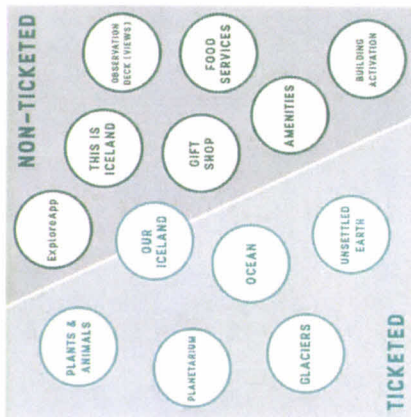 NON-TICKETED
ExploreApp
THIS IS
ICELAND
OBSERVATION
DECK (VIEWS)
GIFT
SHOP
FOOD
SERVICES
AMENITIES
BUILDING
ACTIVATION
PLANTS &
ANIMALS
OUR
ICELAND
PLANETARIUM
OCEAN
GLACIERS
UNSETTLED
EARTH
TICKETED